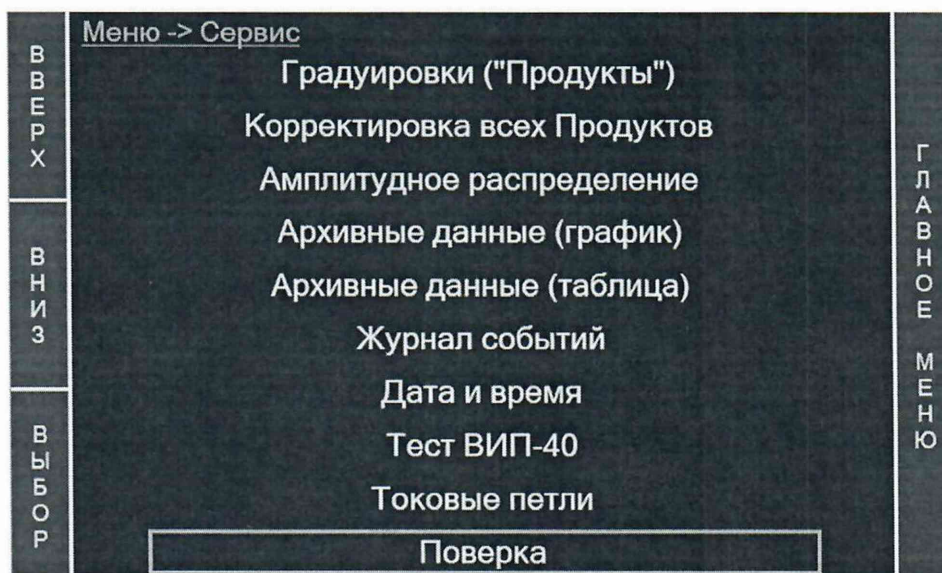 Меню -> Сервис
ВВЕРХ
ВНИЗ
ВЫБОР
Градуировки ("Продукты")
Корректировка всех Продуктов
Амплитудное распределение
Архивные данные (график)
Архивные данные (таблица)
Журнал событий
Дата и время
Тест ВИП-40
Токовые петли
Поверка
ГЛАВНОЕ МЕНЮ